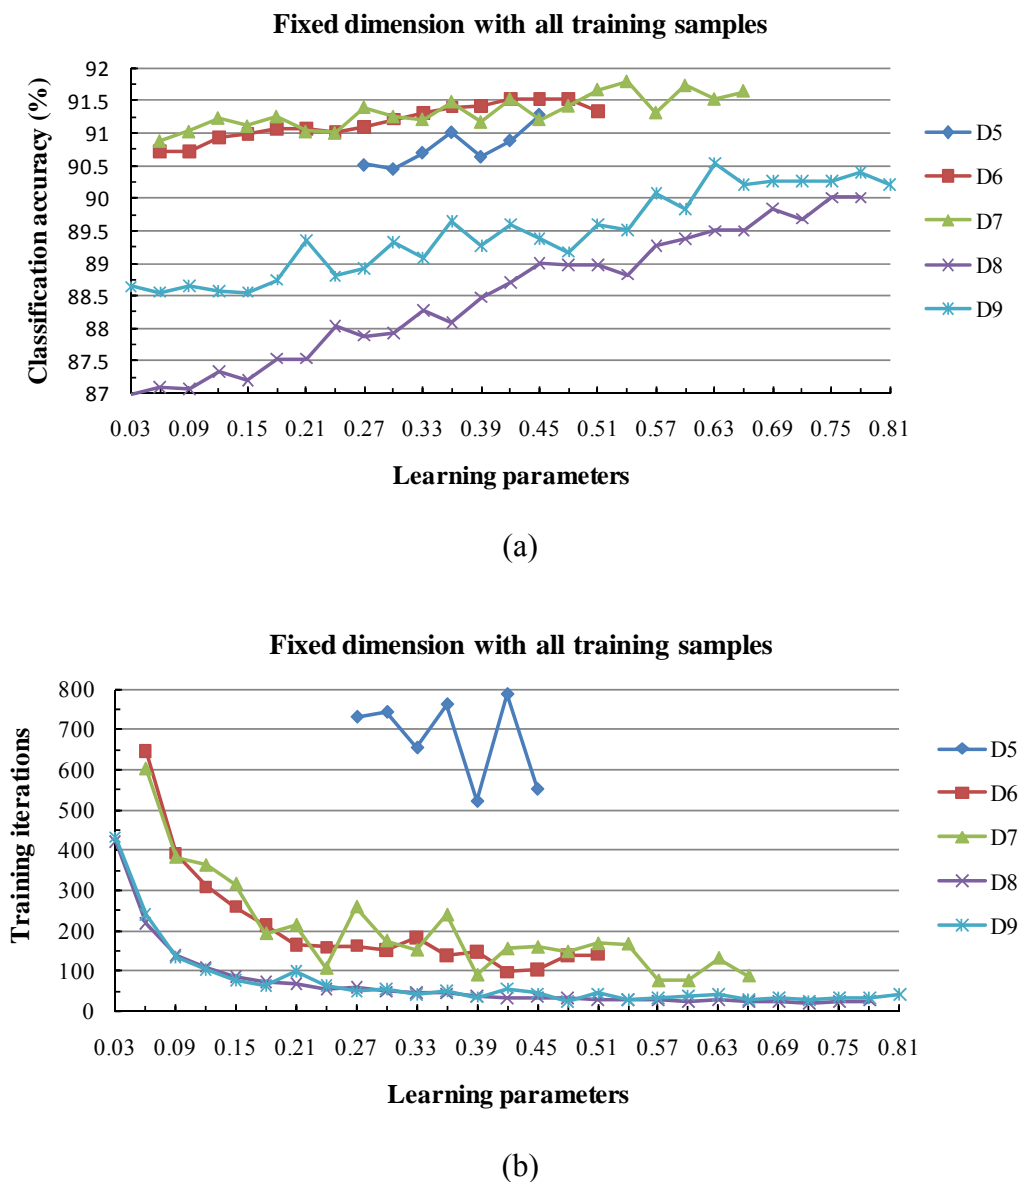 Fixed dimension with all training samples
Classification accuracy (%)
92
91.5
91
90.5
90
89.5
89
88.5
88
87.5
87
0.03 0.09 0.15 0.21 0.27 0.33 0.39 0.45 0.51 0.57 0.63 0.69 0.75 0.81
Learning parameters
D5
D6
D7
D8
D9
(a)
Fixed dimension with all training samples
Training iterations
800
700
600
500
400
300
200
100
0
0.03 0.09 0.15 0.21 0.27 0.33 0.39 0.45 0.51 0.57 0.63 0.69 0.75 0.81
Learning parameters
D5
D6
D7
D8
D9
(b)